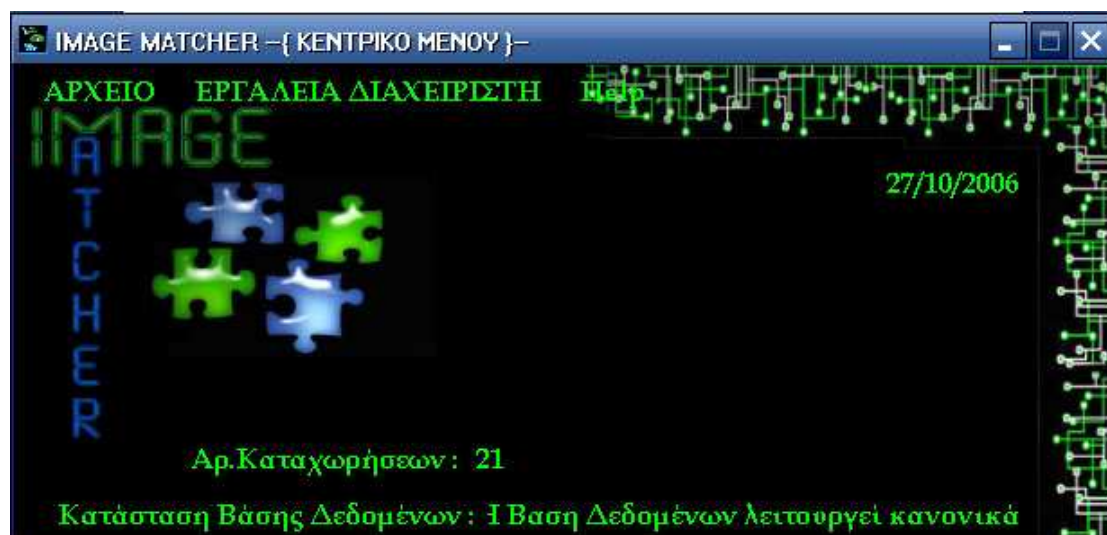 IMAGE MATCHER -{ ΚΕΝΤΡΙΚΟ ΜΕΝΟΥ }-
ΑΡΧΕΙΟ ΕΡΓΑΛΕΙΑ ΔΙΑΧΕΙΡΙΣΤΗ Help
IMAGE
MATCHER
27/10/2006
Αρ.Καταχωρήσεων : 21
Κατάσταση Βάσης Δεδομένων : Η Βαση Δεδομένων λειτουργεί κανονικά